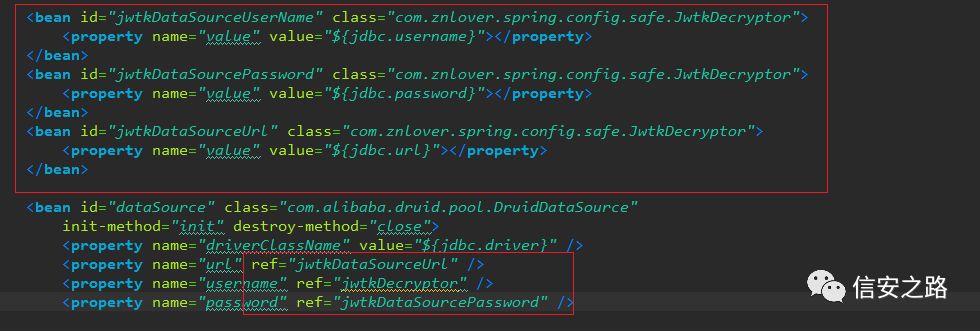 <bean id="jwtkDataSourceUserName" class="com.znlover.spring.config.safe.JwtkDecryptor">
<property name="value" value="${jdbc.username}"></property>
</bean>
<bean id="jwtkDataSourcePassword" class="com.znlover.spring.config.safe.JwtkDecryptor">
<property name="value" value="${jdbc.password}"></property>
</bean>
<bean id="jwtkDataSourceUrl" class="com.znlover.spring.config.safe.JwtkDecryptor">
<property name="value" value="${jdbc.url}"></property>
</bean>
<bean id="dataSource" class="com.alibaba.druid.pool.DruidDataSource"
init-method="init" destroy-method="close">
<property name="driverClassName" value="${jdbc.driver}" />
<property name="url" ref="jwtkDataSourceUrl" />
<property name="username" ref="jwtkDecryptor" />
<property name="password" ref="jwtkDataSourcePassword" />
信安之路